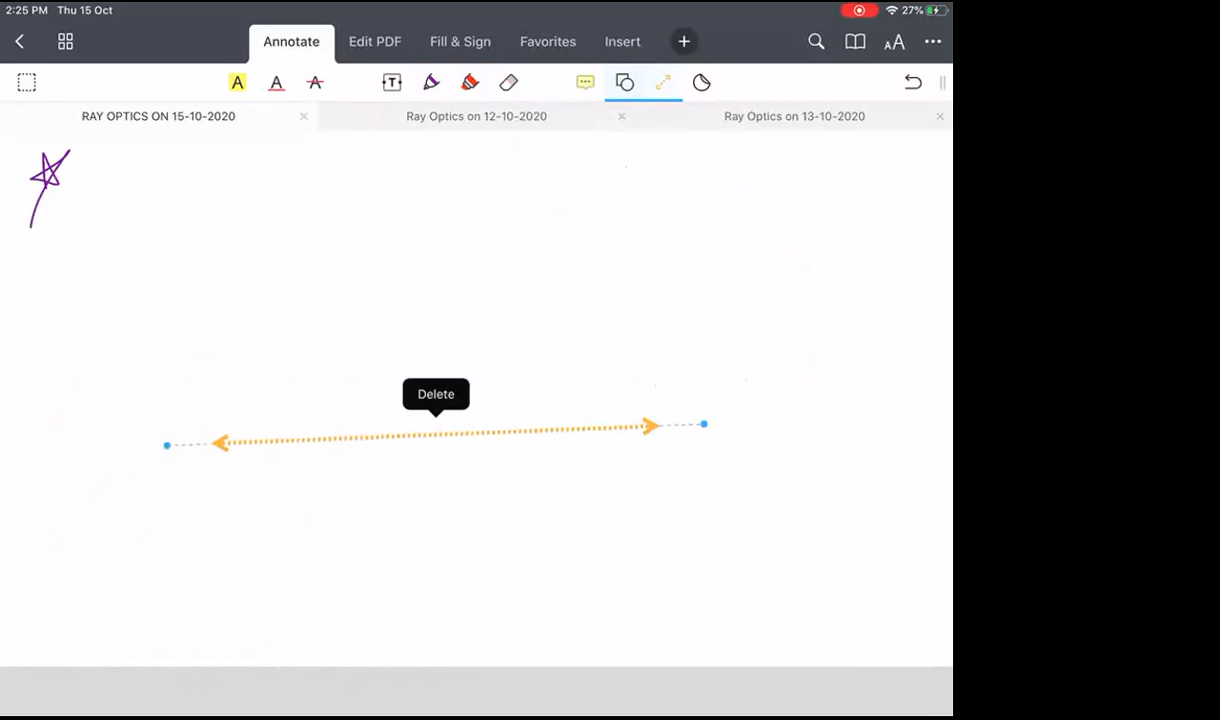 2:25 PM Thu 15 Oct 27%
Annotate Edit PDF Fill & Sign Favorites Insert
AA
A A A T
RAY OPTICS ON 15-10-2020 Ray Optics on 12-10-2020 Ray Optics on 13-10-2020
Delete